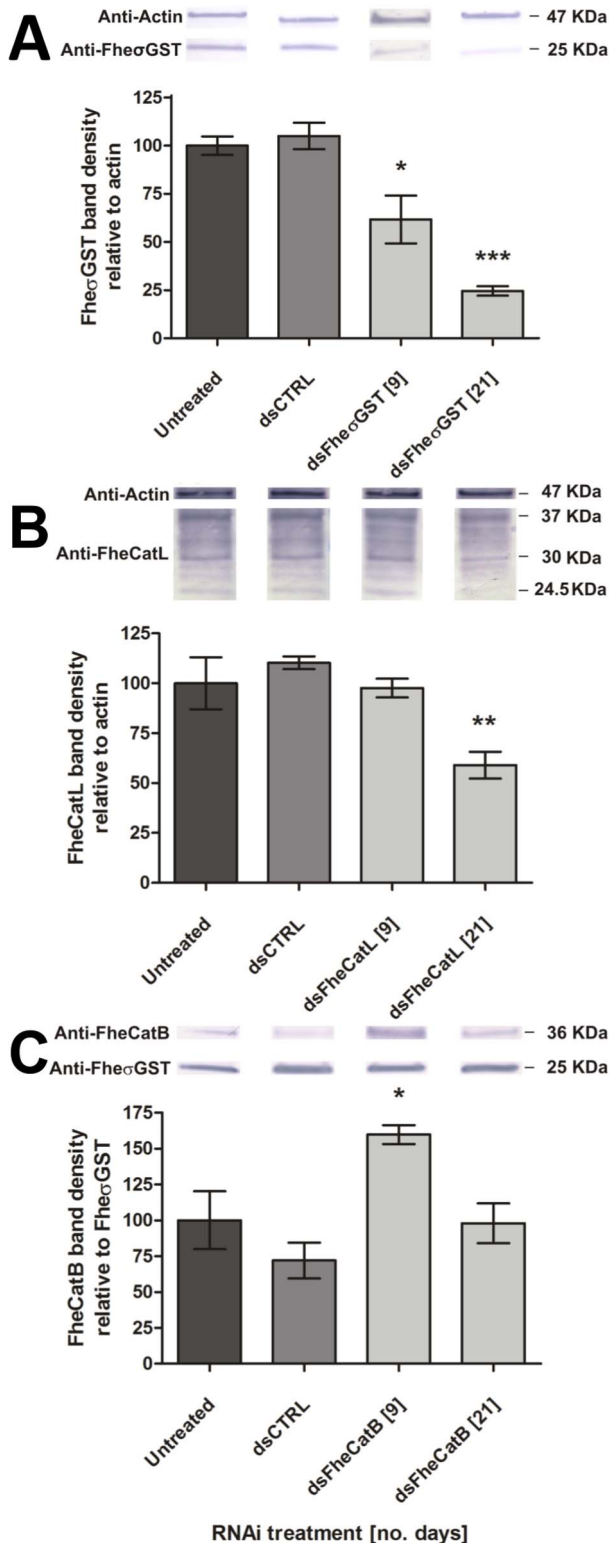 A
Anti-Actin
– 47 KDa
Anti-FheσGST
– 25 KDa
FheσGST band density
relative to actin
125
100
75
50
25
0
*
***
Untreated
dsCTRL
dsFheσGST [9]
dsFheσGST [21]
B
Anti-Actin
– 47 KDa
– 37 KDa
Anti-FheCatL
– 30 KDa
– 24.5 KDa
FheCatL band density
relative to actin
125
100
75
50
25
0
**
Untreated
dsCTRL
dsFheCatL [9]
dsFheCatL [21]
C
Anti-FheCatB
– 36 KDa
Anti-FheσGST
– 25 KDa
FheCatB band density
relative to FheσGST
175
150
125
100
75
50
25
0
*
Untreated
dsCTRL
dsFheCatB [9]
dsFheCatB [21]
RNAi treatment [no. days]